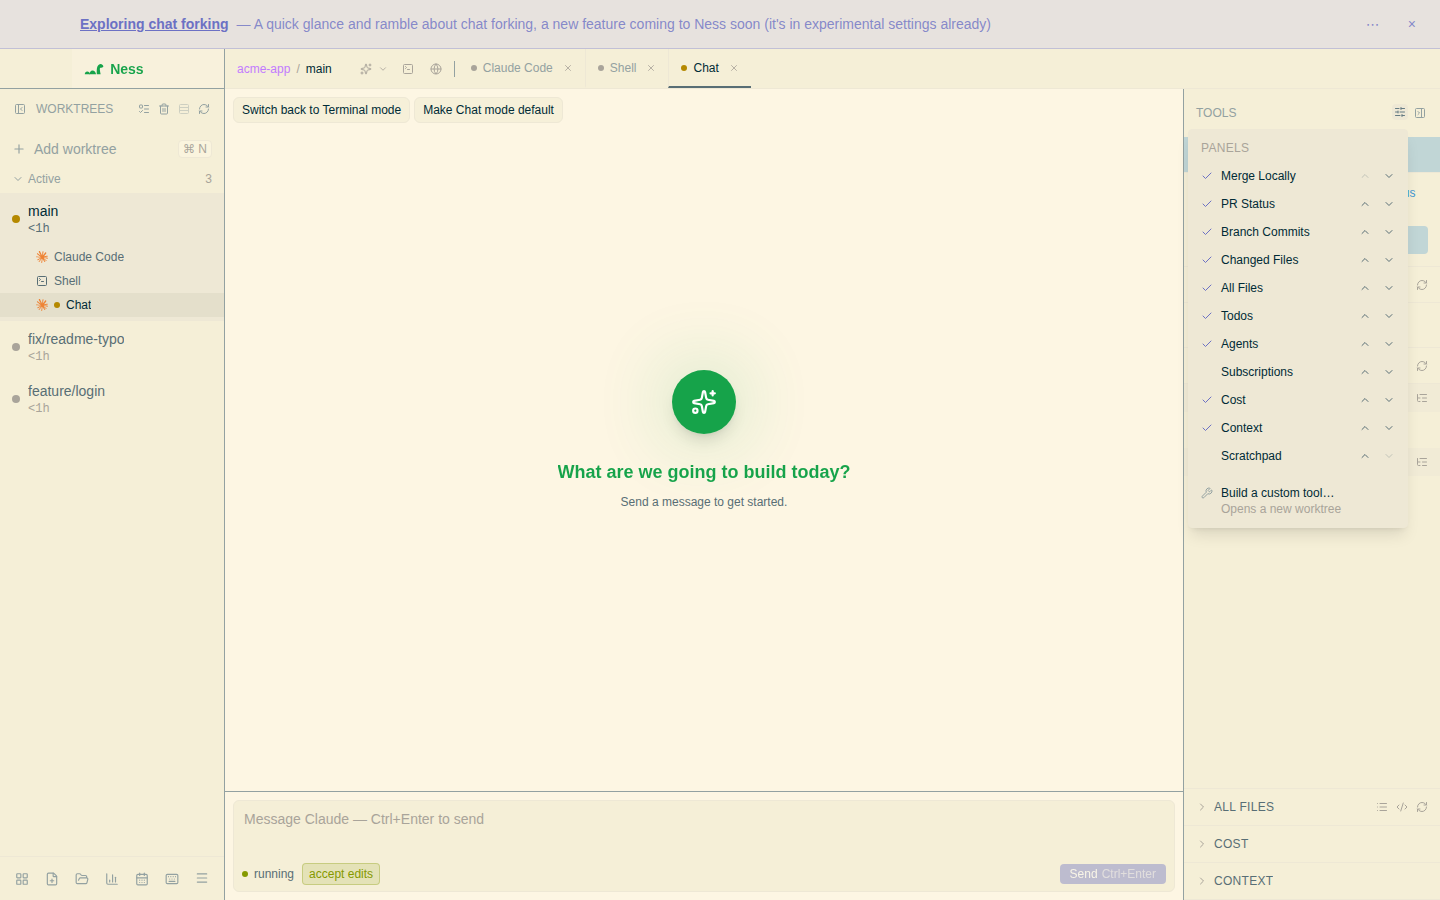 Exploring chat forking — A quick glance and ramble about chat forking, a new feature coming to Ness soon (it's in experimental settings already)
Ness
acme-app / main
Claude Code
Shell
Chat
WORKTREES
Add worktree
⌘ N
Active
3
main
<1h
Claude Code
Shell
Chat
fix/readme-typo
<1h
feature/login
<1h
Switch back to Terminal mode
Make Chat mode default
What are we going to build today?
Send a message to get started.
Message Claude — Ctrl+Enter to send
running
accept edits
Send Ctrl+Enter
TOOLS
PANELS
Merge Locally
PR Status
Branch Commits
Changed Files
All Files
Todos
Agents
Subscriptions
Cost
Context
Scratchpad
Build a custom tool…
Opens a new worktree
ALL FILES
COST
CONTEXT